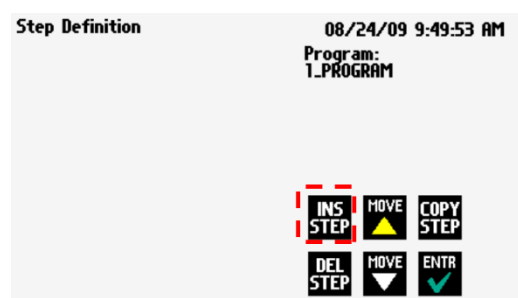 Step Definition
08/24/09 9:49:53 AM
Program:
1_PROGRAM
INS STEP
MOVE
COPY STEP
DEL STEP
MOVE
ENTR